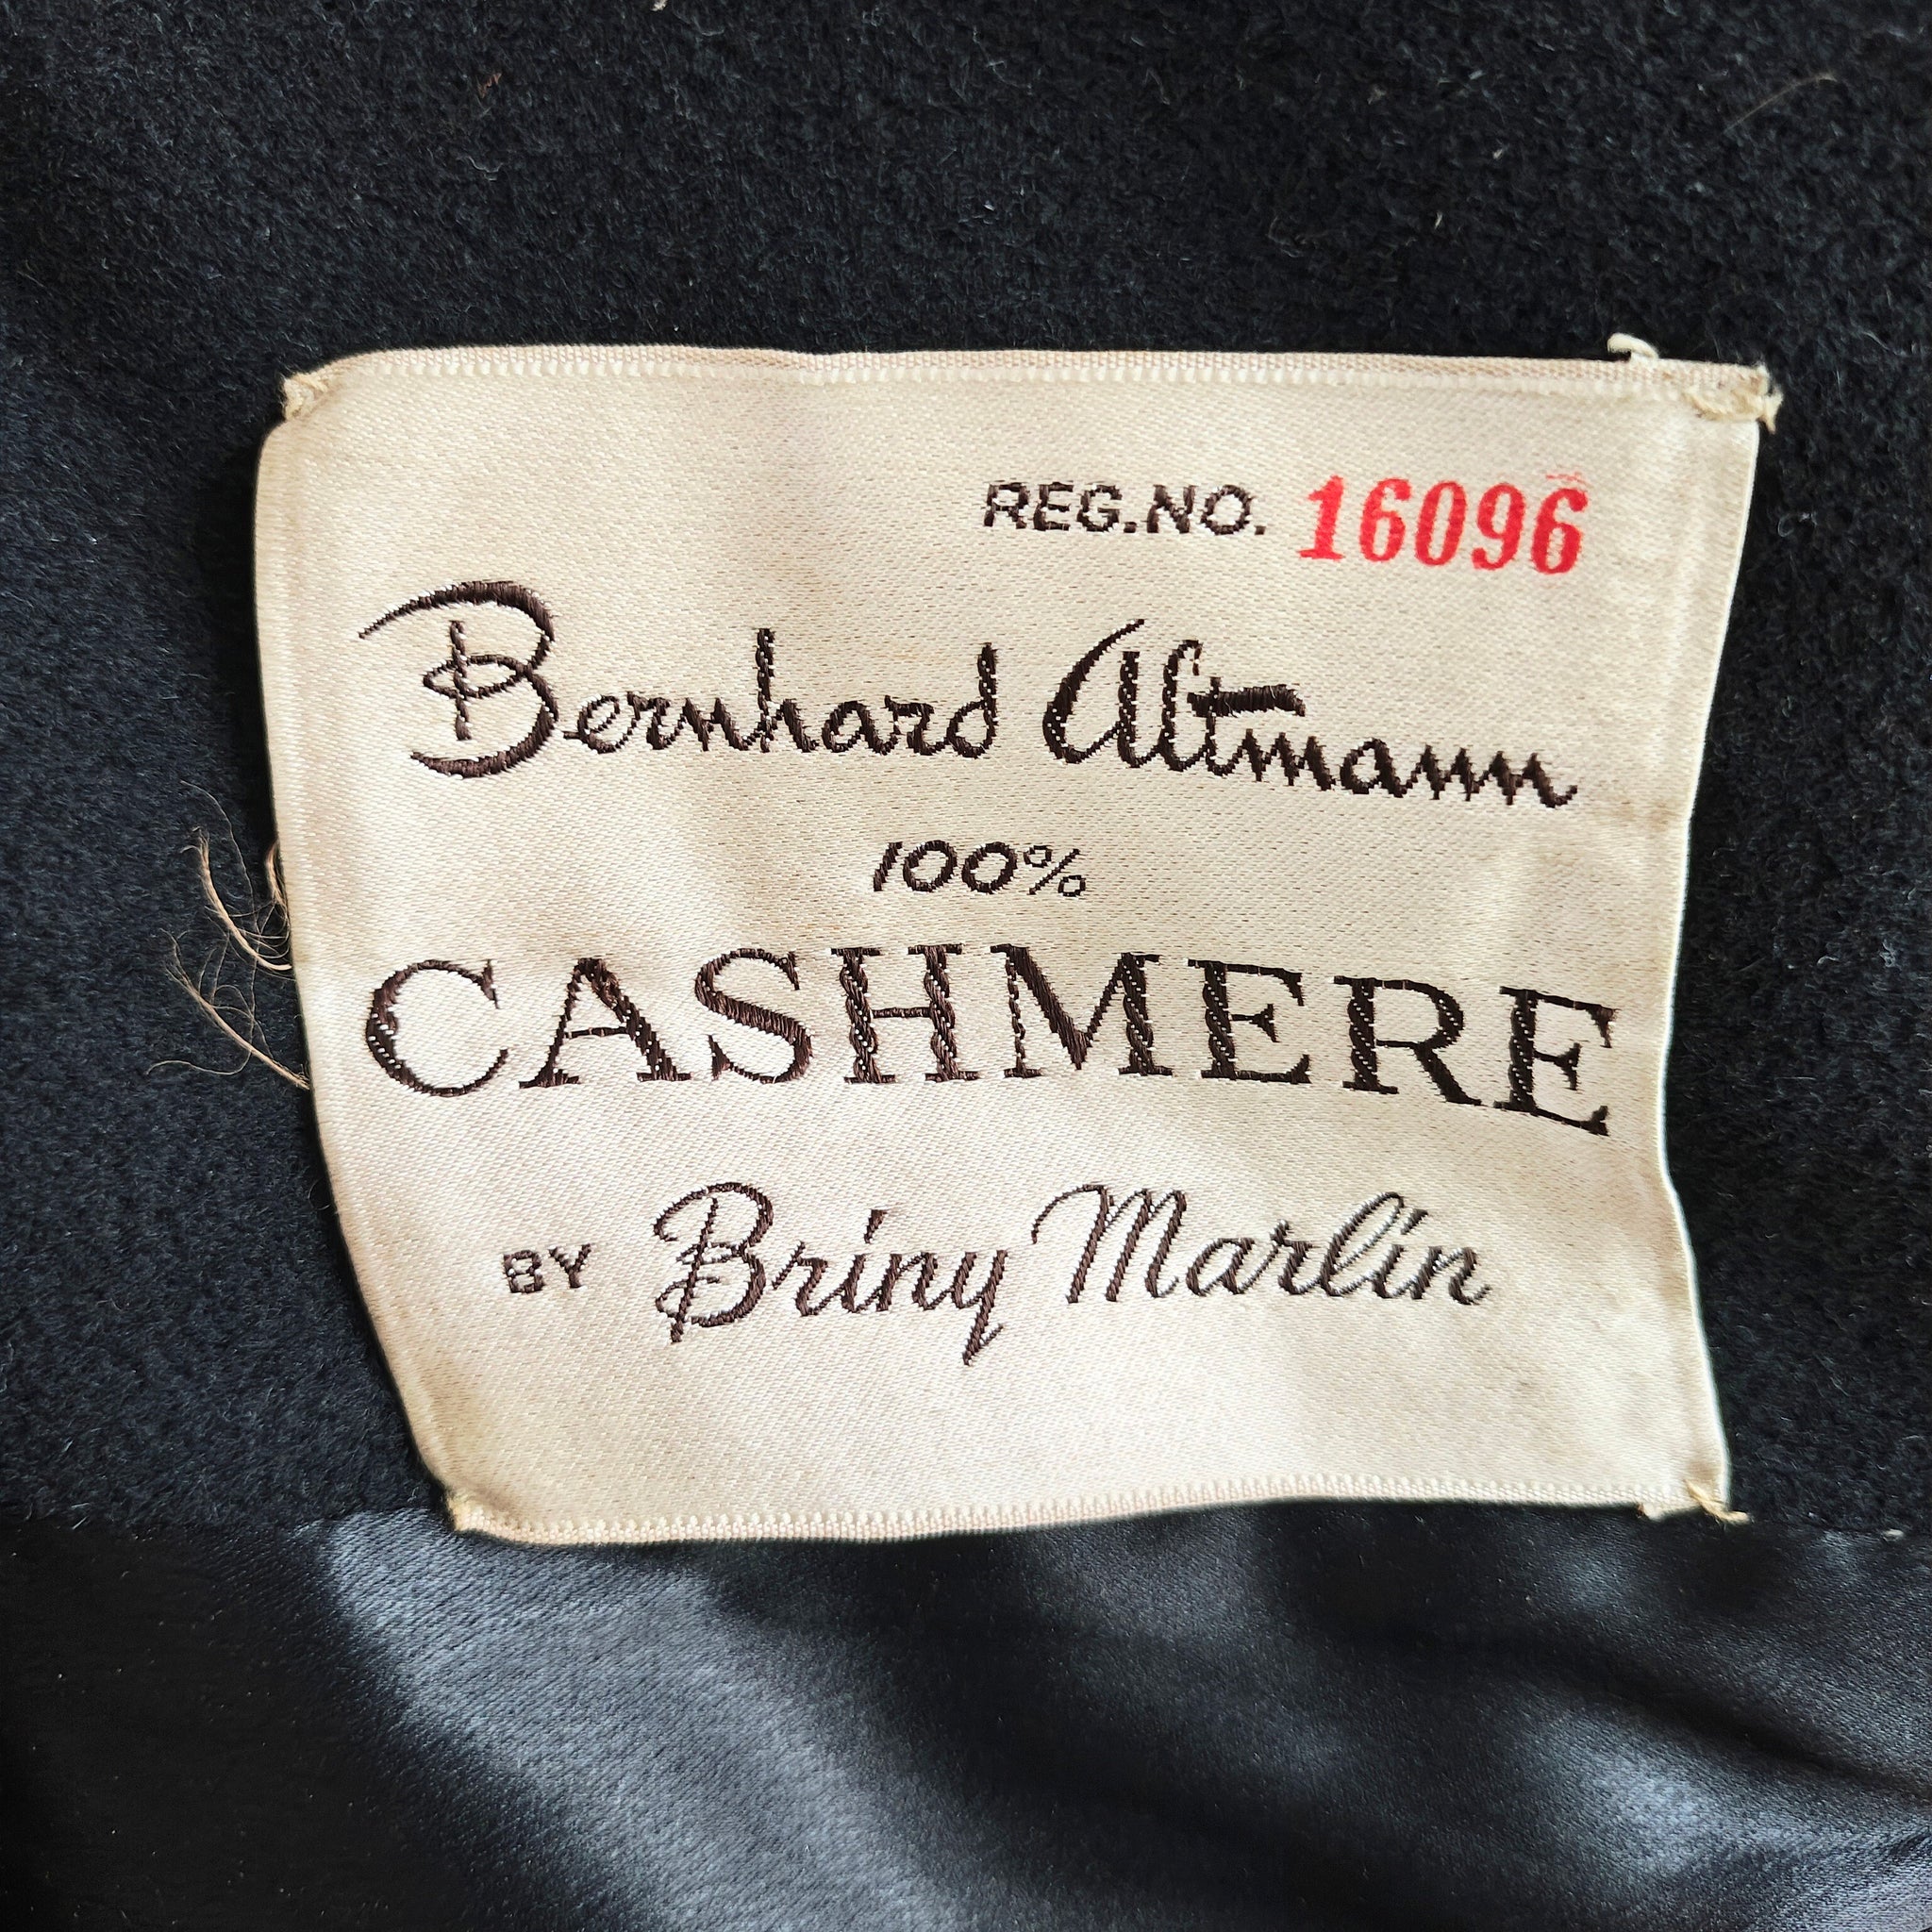 REG.NO. 16096
Bernhard Altmann
100%
CASHMERE
BY Briny Marlin